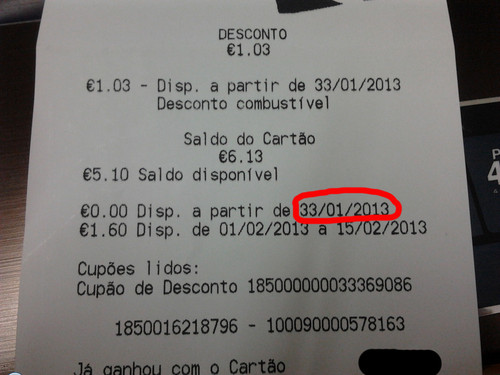 DESCONTO
€1.03
€1.03 - Disp. a partir de 33/01/2013
Desconto combustível
Saldo do Cartão
€6.13
€5.10 Saldo disponível
€0.00 Disp. a partir de 33/01/2013
€1.60 Disp. de 01/02/2013 a 15/02/2013
Cupões lidos:
Cupão de Desconto 185000000033369086
1850016218796 - 100090000578163
Já ganhou com o Cartão